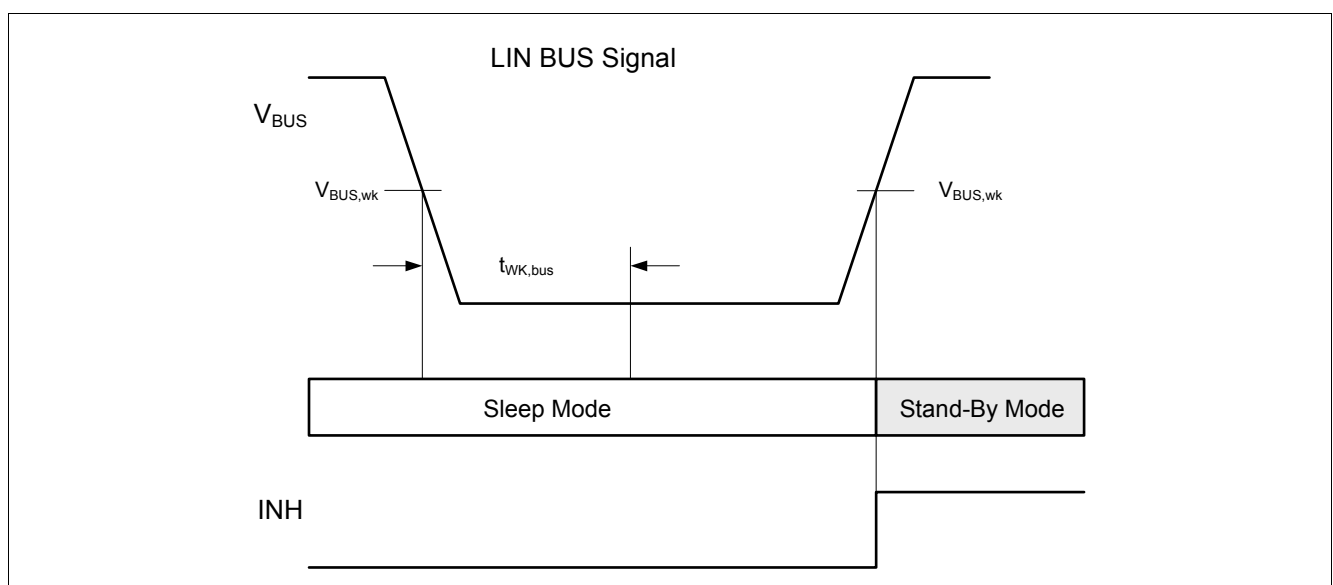 LIN BUS Signal
VBUS
VBUS,wk
VBUS,wk
tWK,bus
Sleep Mode
Stand-By Mode
INH